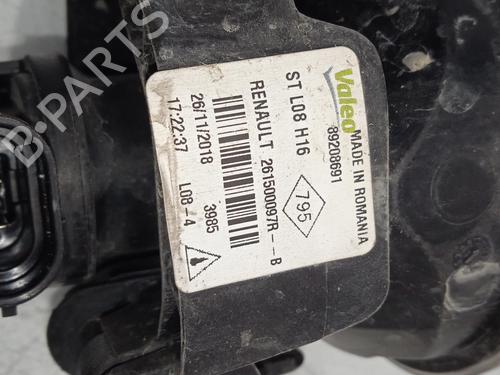 Valeo
MADE IN ROMANIA
89208691
ST L08 H16
795
RENAULT 261500097R--B
3985
26/11/2018
17:22:37
L08-4
B-PARTS